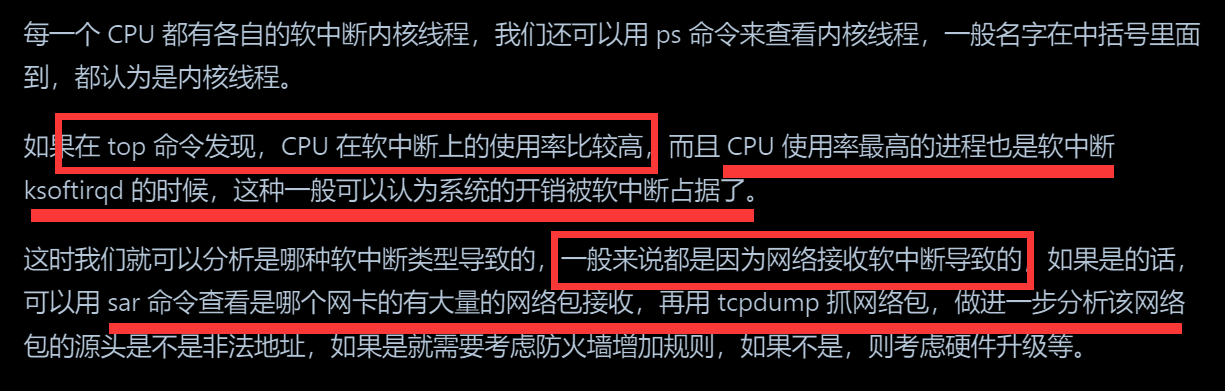 每一个 CPU 都有各自的软中断内核线程，我们还可以用 ps 命令来查看内核线程，一般名字在中括号里面
到，都认为是内核线程。
如果在 top 命令发现，CPU 在软中断上的使用率比较高，而且 CPU 使用率最高的进程也是软中断
ksoftirqd 的时候，这种一般可以认为系统的开销被软中断占据了。
这时我们就可以分析是哪种软中断类型导致的，一般来说都是因为网络接收软中断导致的，如果是的话，
可以用 sar 命令查看是哪个网卡的有大量的网络包接收，再用 tcpdump 抓网络包，做进一步分析该网络
包的源头是不是非法地址，如果是就需要考虑防火墙增加规则，如果不是，则考虑硬件升级等。